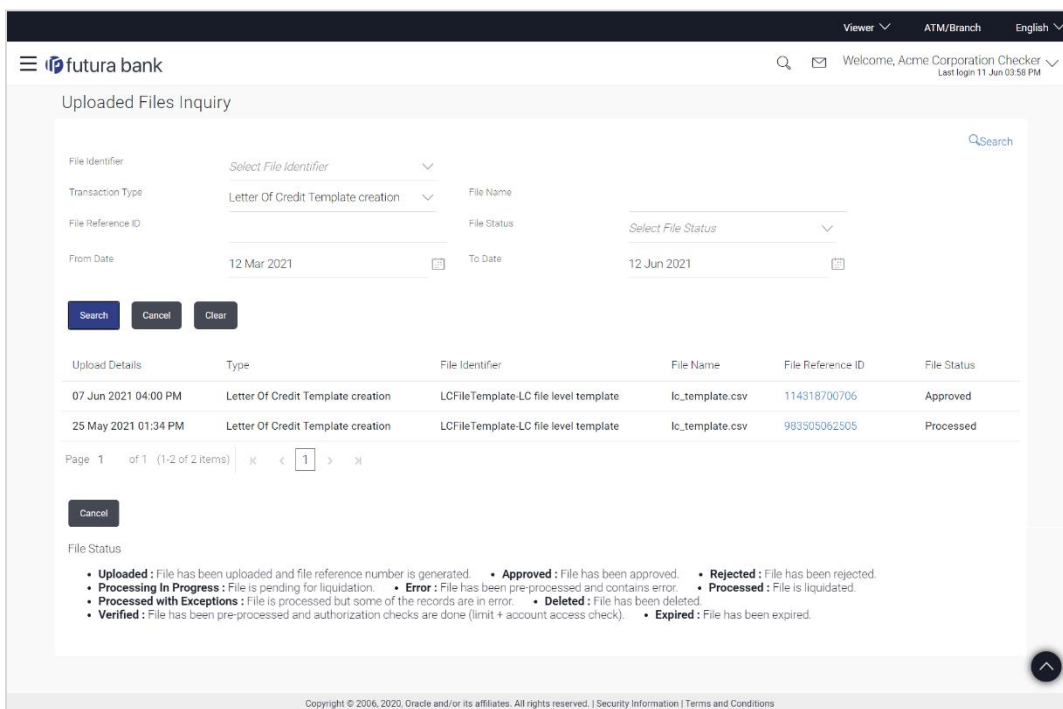 Viewer ATM/Branch English
futura bank Welcome, Acme Corporation Checker
Last login 11 Jun 03:58 PM
Uploaded Files Inquiry
Search
File Identifier Select File Identifier
Transaction Type Letter Of Credit Template creation File Name
File Reference ID File Status Select File Status
From Date 12 Mar 2021 To Date 12 Jun 2021
Search Cancel Clear
Upload Details Type File Identifier File Name File Reference ID File Status
07 Jun 2021 04:00 PM Letter Of Credit Template creation LCFileTemplate-LC file level template lc_template.csv 114318700706 Approved
25 May 2021 01:34 PM Letter Of Credit Template creation LCFileTemplate-LC file level template lc_template.csv 983505062505 Processed
Page 1 of 1 (1-2 of 2 items) 1
Cancel
File Status
• Uploaded : File has been uploaded and file reference number is generated. • Approved : File has been approved. • Rejected : File has been rejected.
• Processing In Progress : File is pending for liquidation. • Error : File has been pre-processed and contains error. • Processed : File is liquidated.
• Processed with Exceptions : File is processed but some of the records are in error. • Deleted : File has been deleted.
• Verified : File has been pre-processed and authorization checks are done (limit + account access check). • Expired : File has been expired.
Copyright © 2006, 2020, Oracle and/or its affiliates. All rights reserved. | Security Information | Terms and Conditions